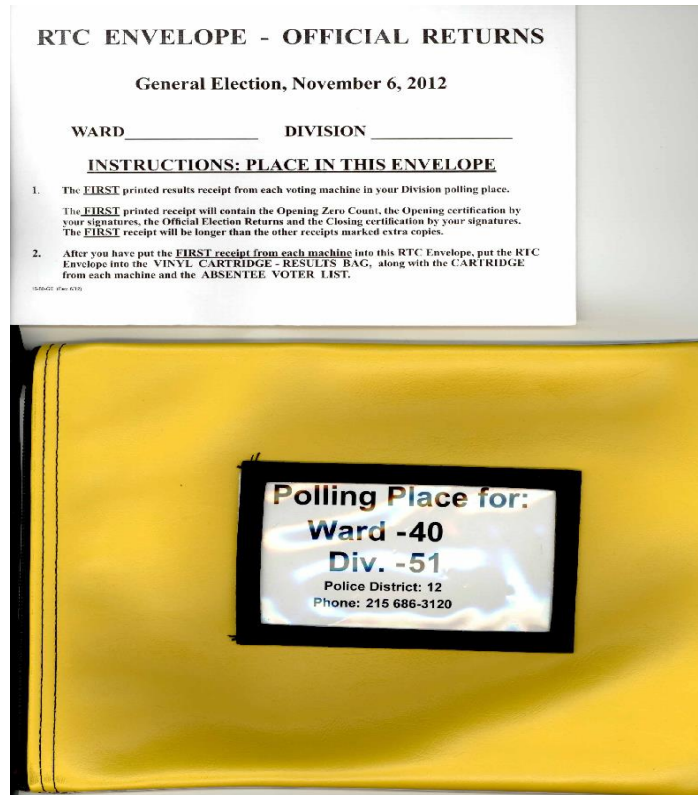 RTC ENVELOPE - OFFICIAL RETURNS
General Election, November 6, 2012
WARD______________ DIVISION _______________
INSTRUCTIONS: PLACE IN THIS ENVELOPE
1. The FIRST printed results receipt from each voting machine in your Division polling place.
The FIRST printed receipt will contain the Opening Zero Count, the Opening certification by
your signatures, the Official Election Returns and the Closing certification by your signatures.
The FIRST receipt will be longer than the other receipts marked extra copies.
2. After you have put the FIRST receipt from each machine into this RTC Envelope, put the RTC
Envelope into the VINYL CARTRIDGE - RESULTS BAG, along with the CARTRIDGE
from each machine and the ABSENTEE VOTER LIST.
Polling Place for:
Ward -40
Div. -51
Police District: 12
Phone: 215 686-3120